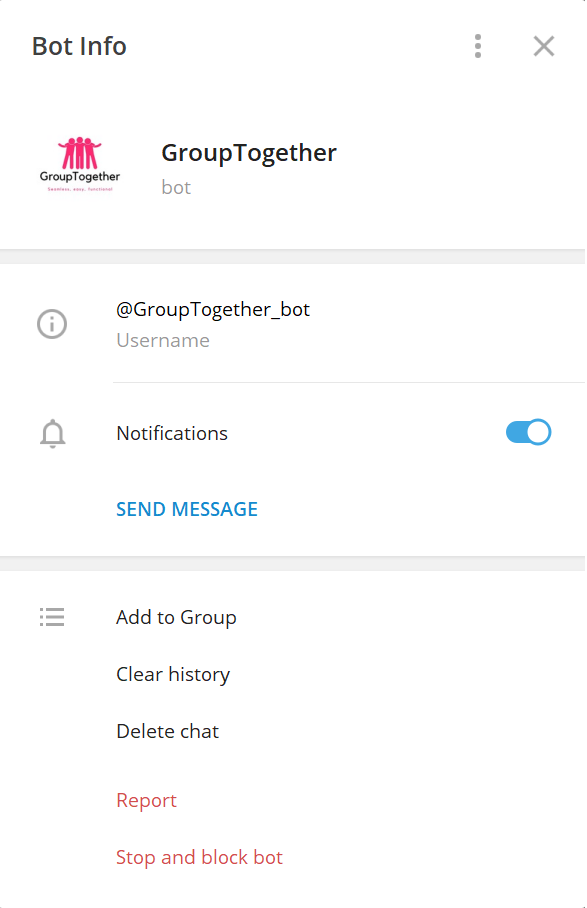 Bot Info
GroupTogether
Seamless, easy, functional
GroupTogether
bot
@GroupTogether_bot
Username
Notifications
SEND MESSAGE
Add to Group
Clear history
Delete chat
Report
Stop and block bot